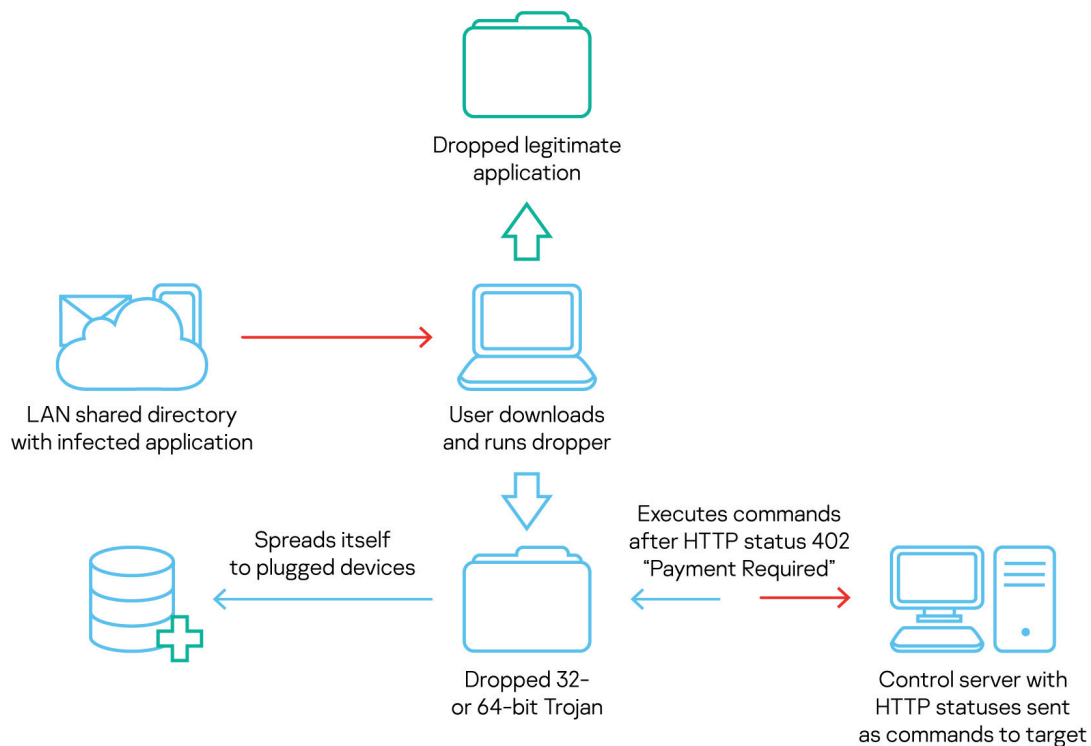 Dropped legitimate
application
LAN shared directory
with infected application
User downloads
and runs dropper
Spreads itself
to plugged devices
Executes commands
after HTTP status 402
“Payment Required”
Dropped 32-
or 64-bit Trojan
Control server with
HTTP statuses sent
as commands to target